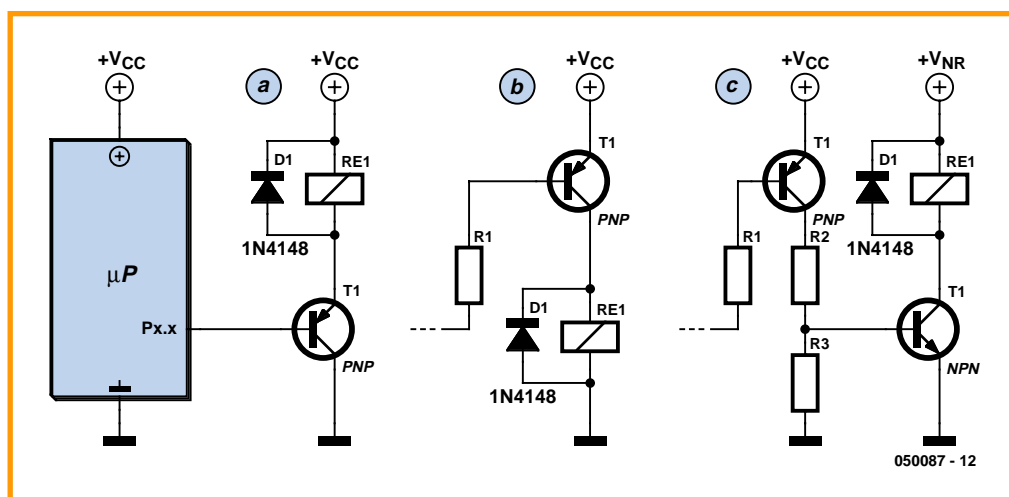 +VCC
a
+VCC
D1
RE1
1N4148
µP
T1
Px.x
PNP
b
+VCC
T1
PNP
R1
D1
RE1
1N4148
c
+VCC
+VNR
T1
D1
RE1
PNP
R1
R2
1N4148
T1
R3
NPN
050087 - 12